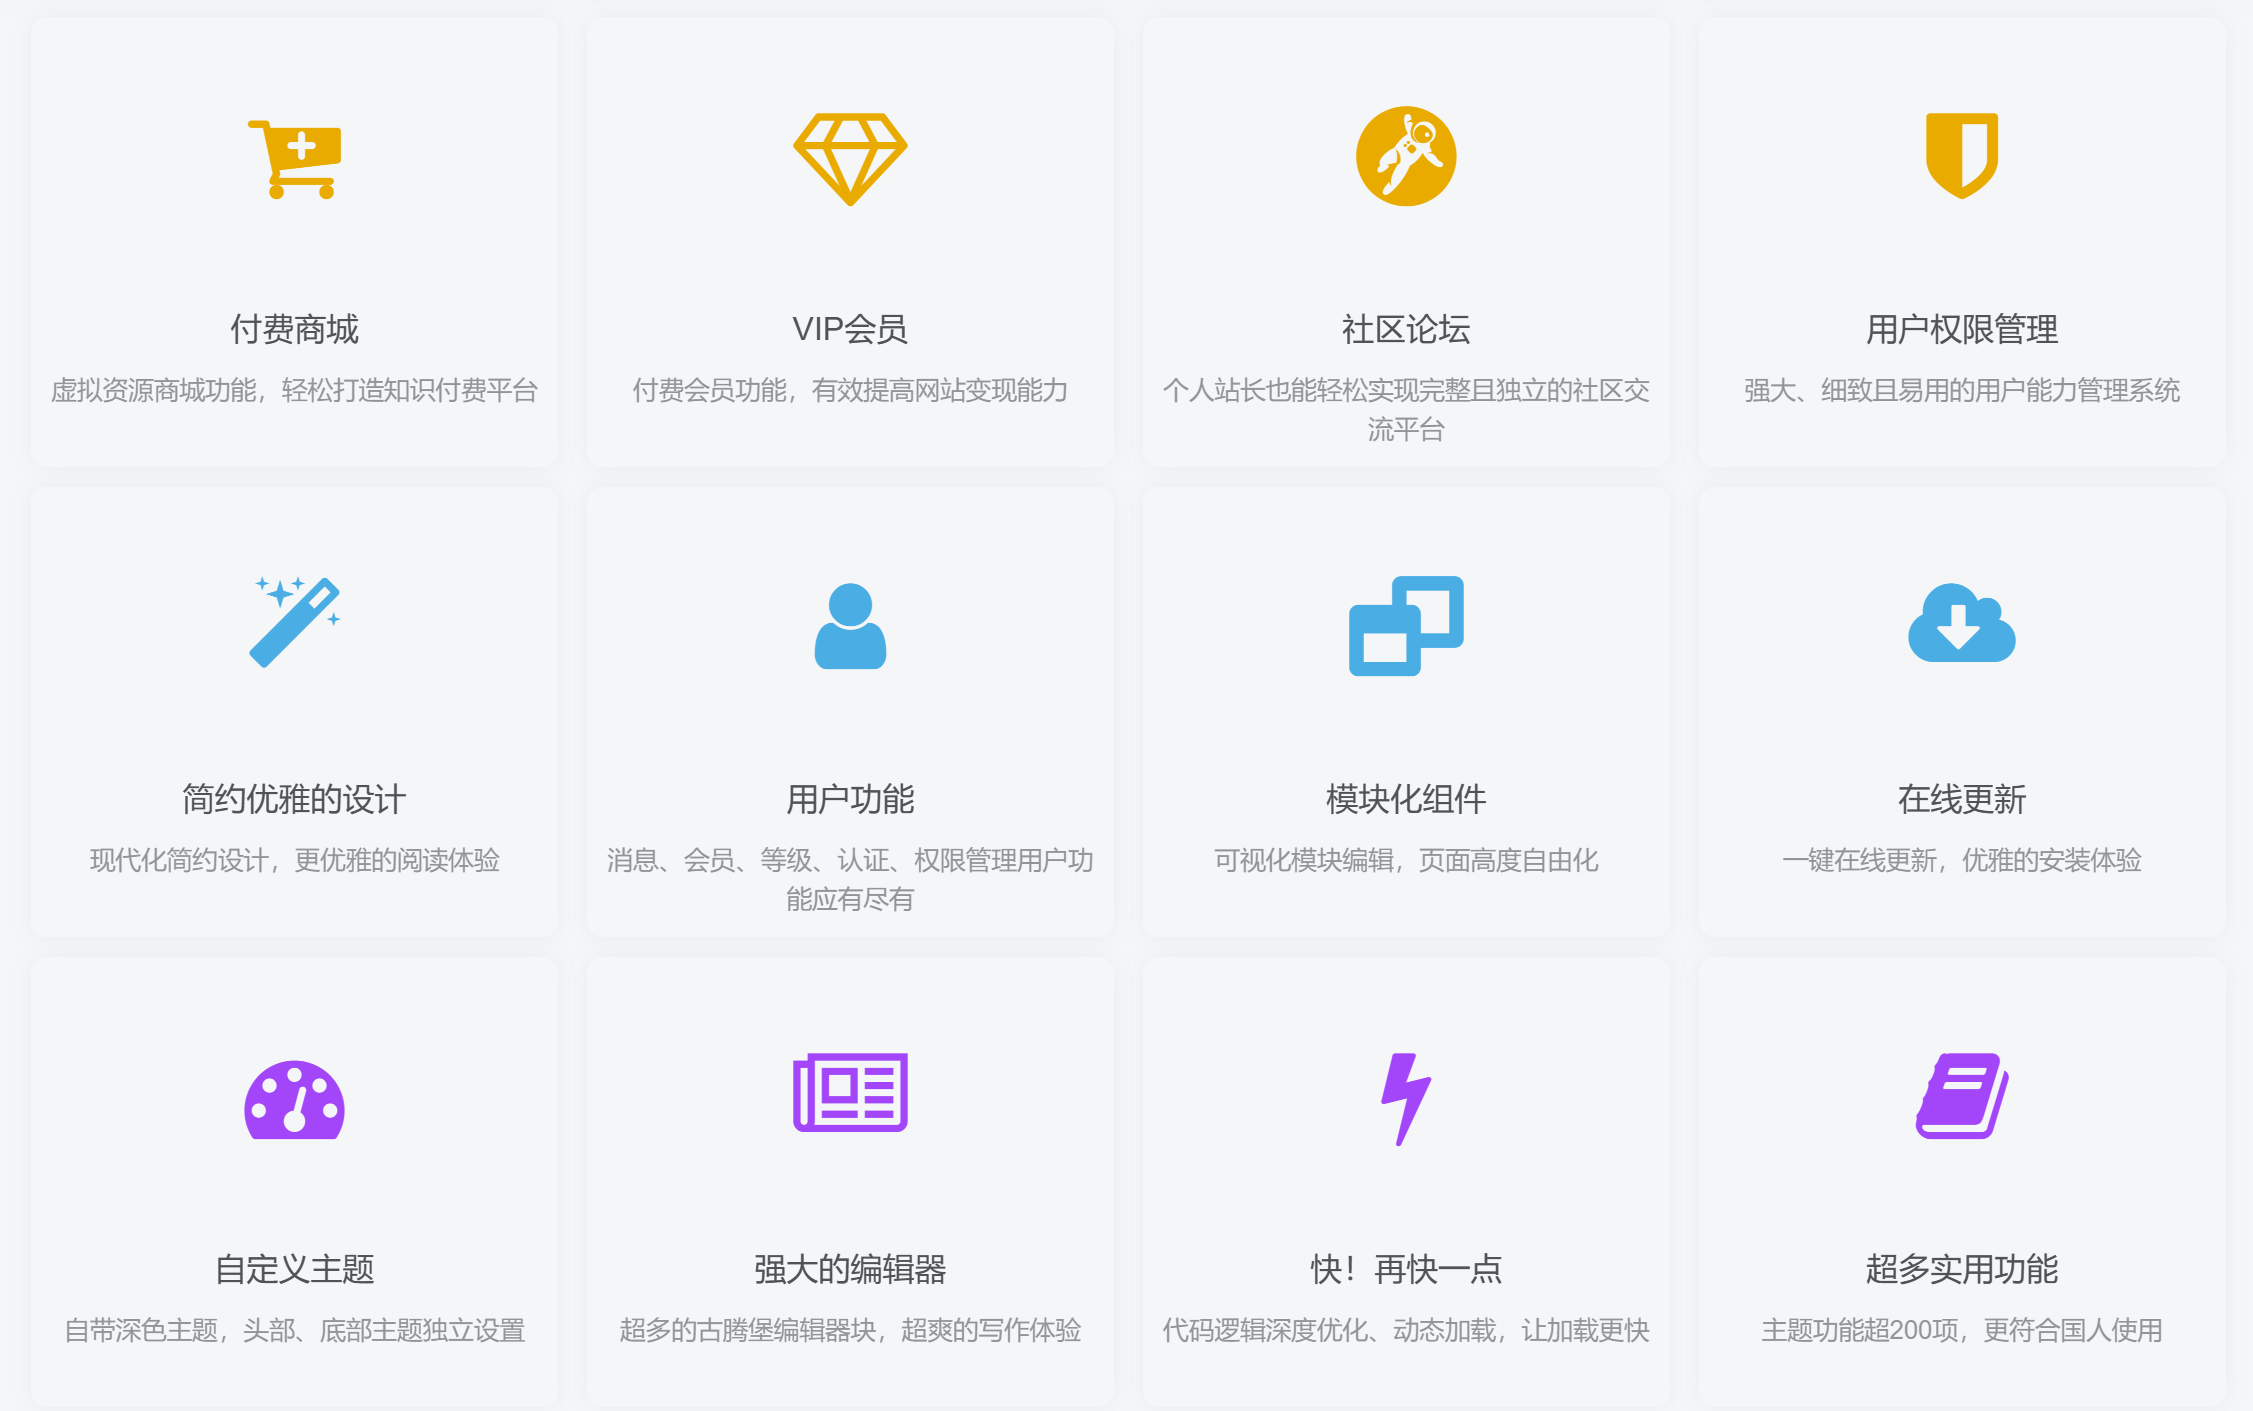 付费商城
虚拟资源商城功能，轻松打造知识付费平台
VIP会员
付费会员功能，有效提高网站变现能力
社区论坛
个人站长也能轻松实现完整且独立的社区交
流平台
用户权限管理
强大、细致且易用的用户能力管理系统
简约优雅的设计
现代化简约设计，更优雅的阅读体验
用户功能
消息、会员、等级、认证、权限管理用户功
能应有尽有
模块化组件
可视化模块编辑，页面高度自由化
在线更新
一键在线更新，优雅的安装体验
自定义主题
自带深色主题，头部、底部主题独立设置
强大的编辑器
超多的古腾堡编辑器块，超爽的写作体验
快！再快一点
代码逻辑深度优化、动态加载，让加载更快
超多实用功能
主题功能超200项，更符合国人使用